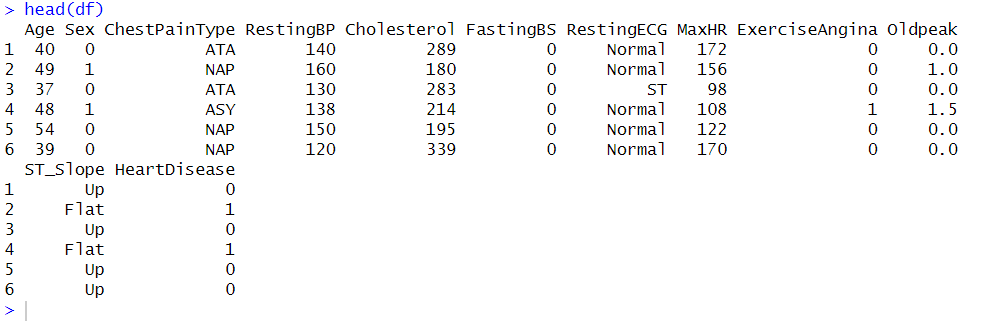 > head(df)
  Age Sex ChestPainType RestingBP Cholesterol FastingBS RestingECG MaxHR ExerciseAngina Oldpeak
1  40   0           ATA       140         289         0     Normal   172              0     0.0
2  49   1           NAP       160         180         0     Normal   156              0     1.0
3  37   0           ATA       130         283         0         ST    98              0     0.0
4  48   1           ASY       138         214         0     Normal   108              1     1.5
5  54   0           NAP       150         195         0     Normal   122              0     0.0
6  39   0           NAP       120         339         0     Normal   170              0     0.0
  ST_Slope HeartDisease
1       Up            0
2     Flat            1
3       Up            0
4     Flat            1
5       Up            0
6       Up            0
>